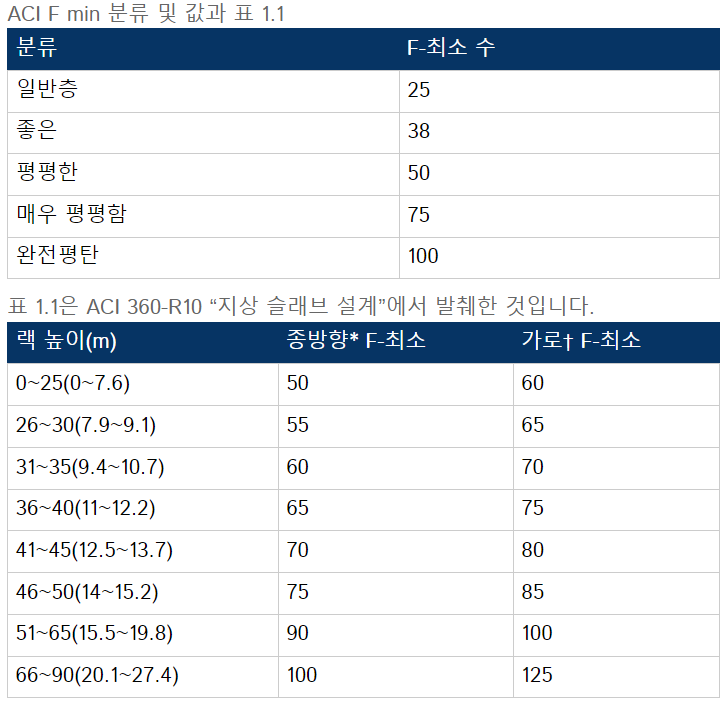 ACI F min 분류 및 값과 표 1.1
분류 F-최소 수
일반층 25
좋은 38
평평한 50
매우 평평함 75
완전평탄 100
표 1.1은 ACI 360-R10 “지상 슬래브 설계”에서 발췌한 것입니다.
랙 높이(m) 종방향* F-최소 가로† F-최소
0~25(0~7.6) 50 60
26~30(7.9~9.1) 55 65
31~35(9.4~10.7) 60 70
36~40(11~12.2) 65 75
41~45(12.5~13.7) 70 80
46~50(14~15.2) 75 85
51~65(15.5~19.8) 90 100
66~90(20.1~27.4) 100 125